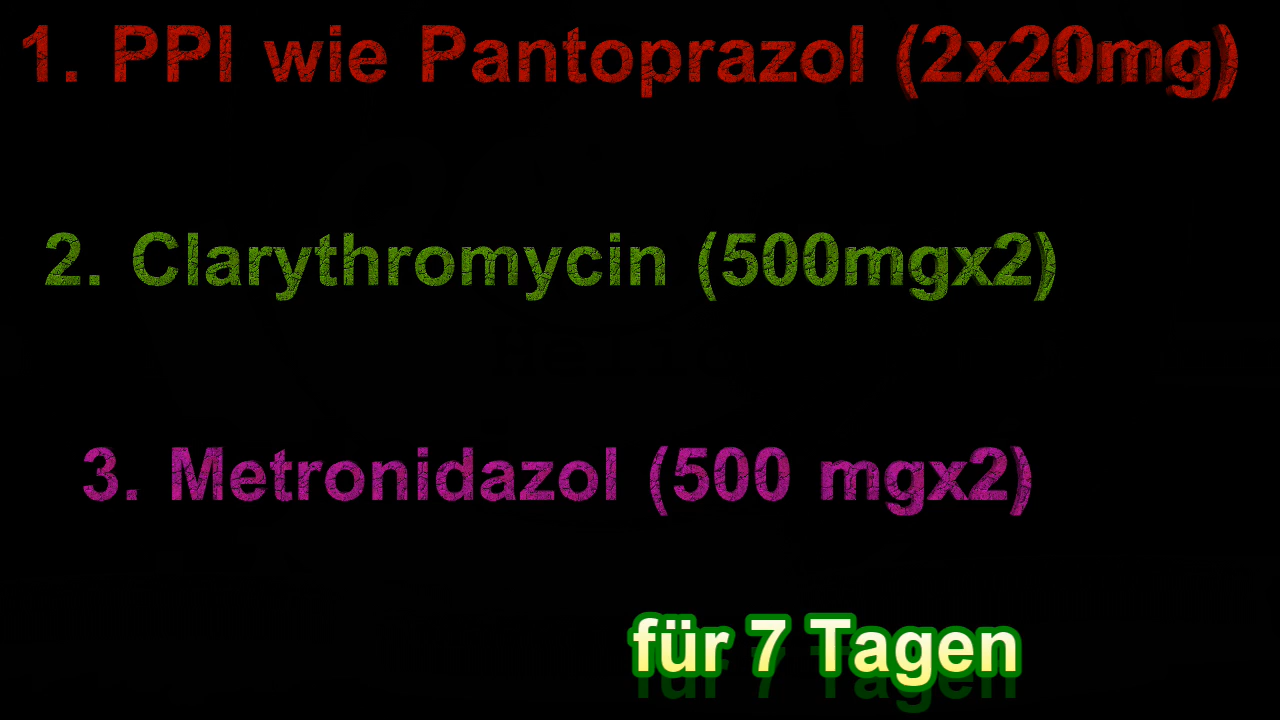 1. PPI wie Pantoprazol (2x20mg)
2. Clarythromycin (500mgx2)
3. Metronidazol (500 mgx2)
für 7 Tagen